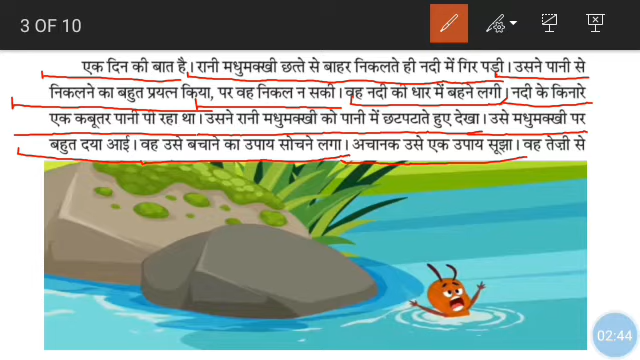 3 OF 10
एक दिन की बात है। रानी मधुमक्खी छत्ते से बाहर निकलते ही नदी में गिर पड़ी। उसने पानी से
निकलने का बहुत प्रयत्न किया, पर वह निकल न सकी। वह नदी की धार में बहने लगी। नदी के किनारे
एक कबूतर पानी पी रहा था। उसने रानी मधुमक्खी को पानी में छटपटाते हुए देखा। उसे मधुमक्खी पर
बहुत दया आई। वह उसे बचाने का उपाय सोचने लगा। अचानक उसे एक उपाय सूझा। वह तेज़ी से
02:44